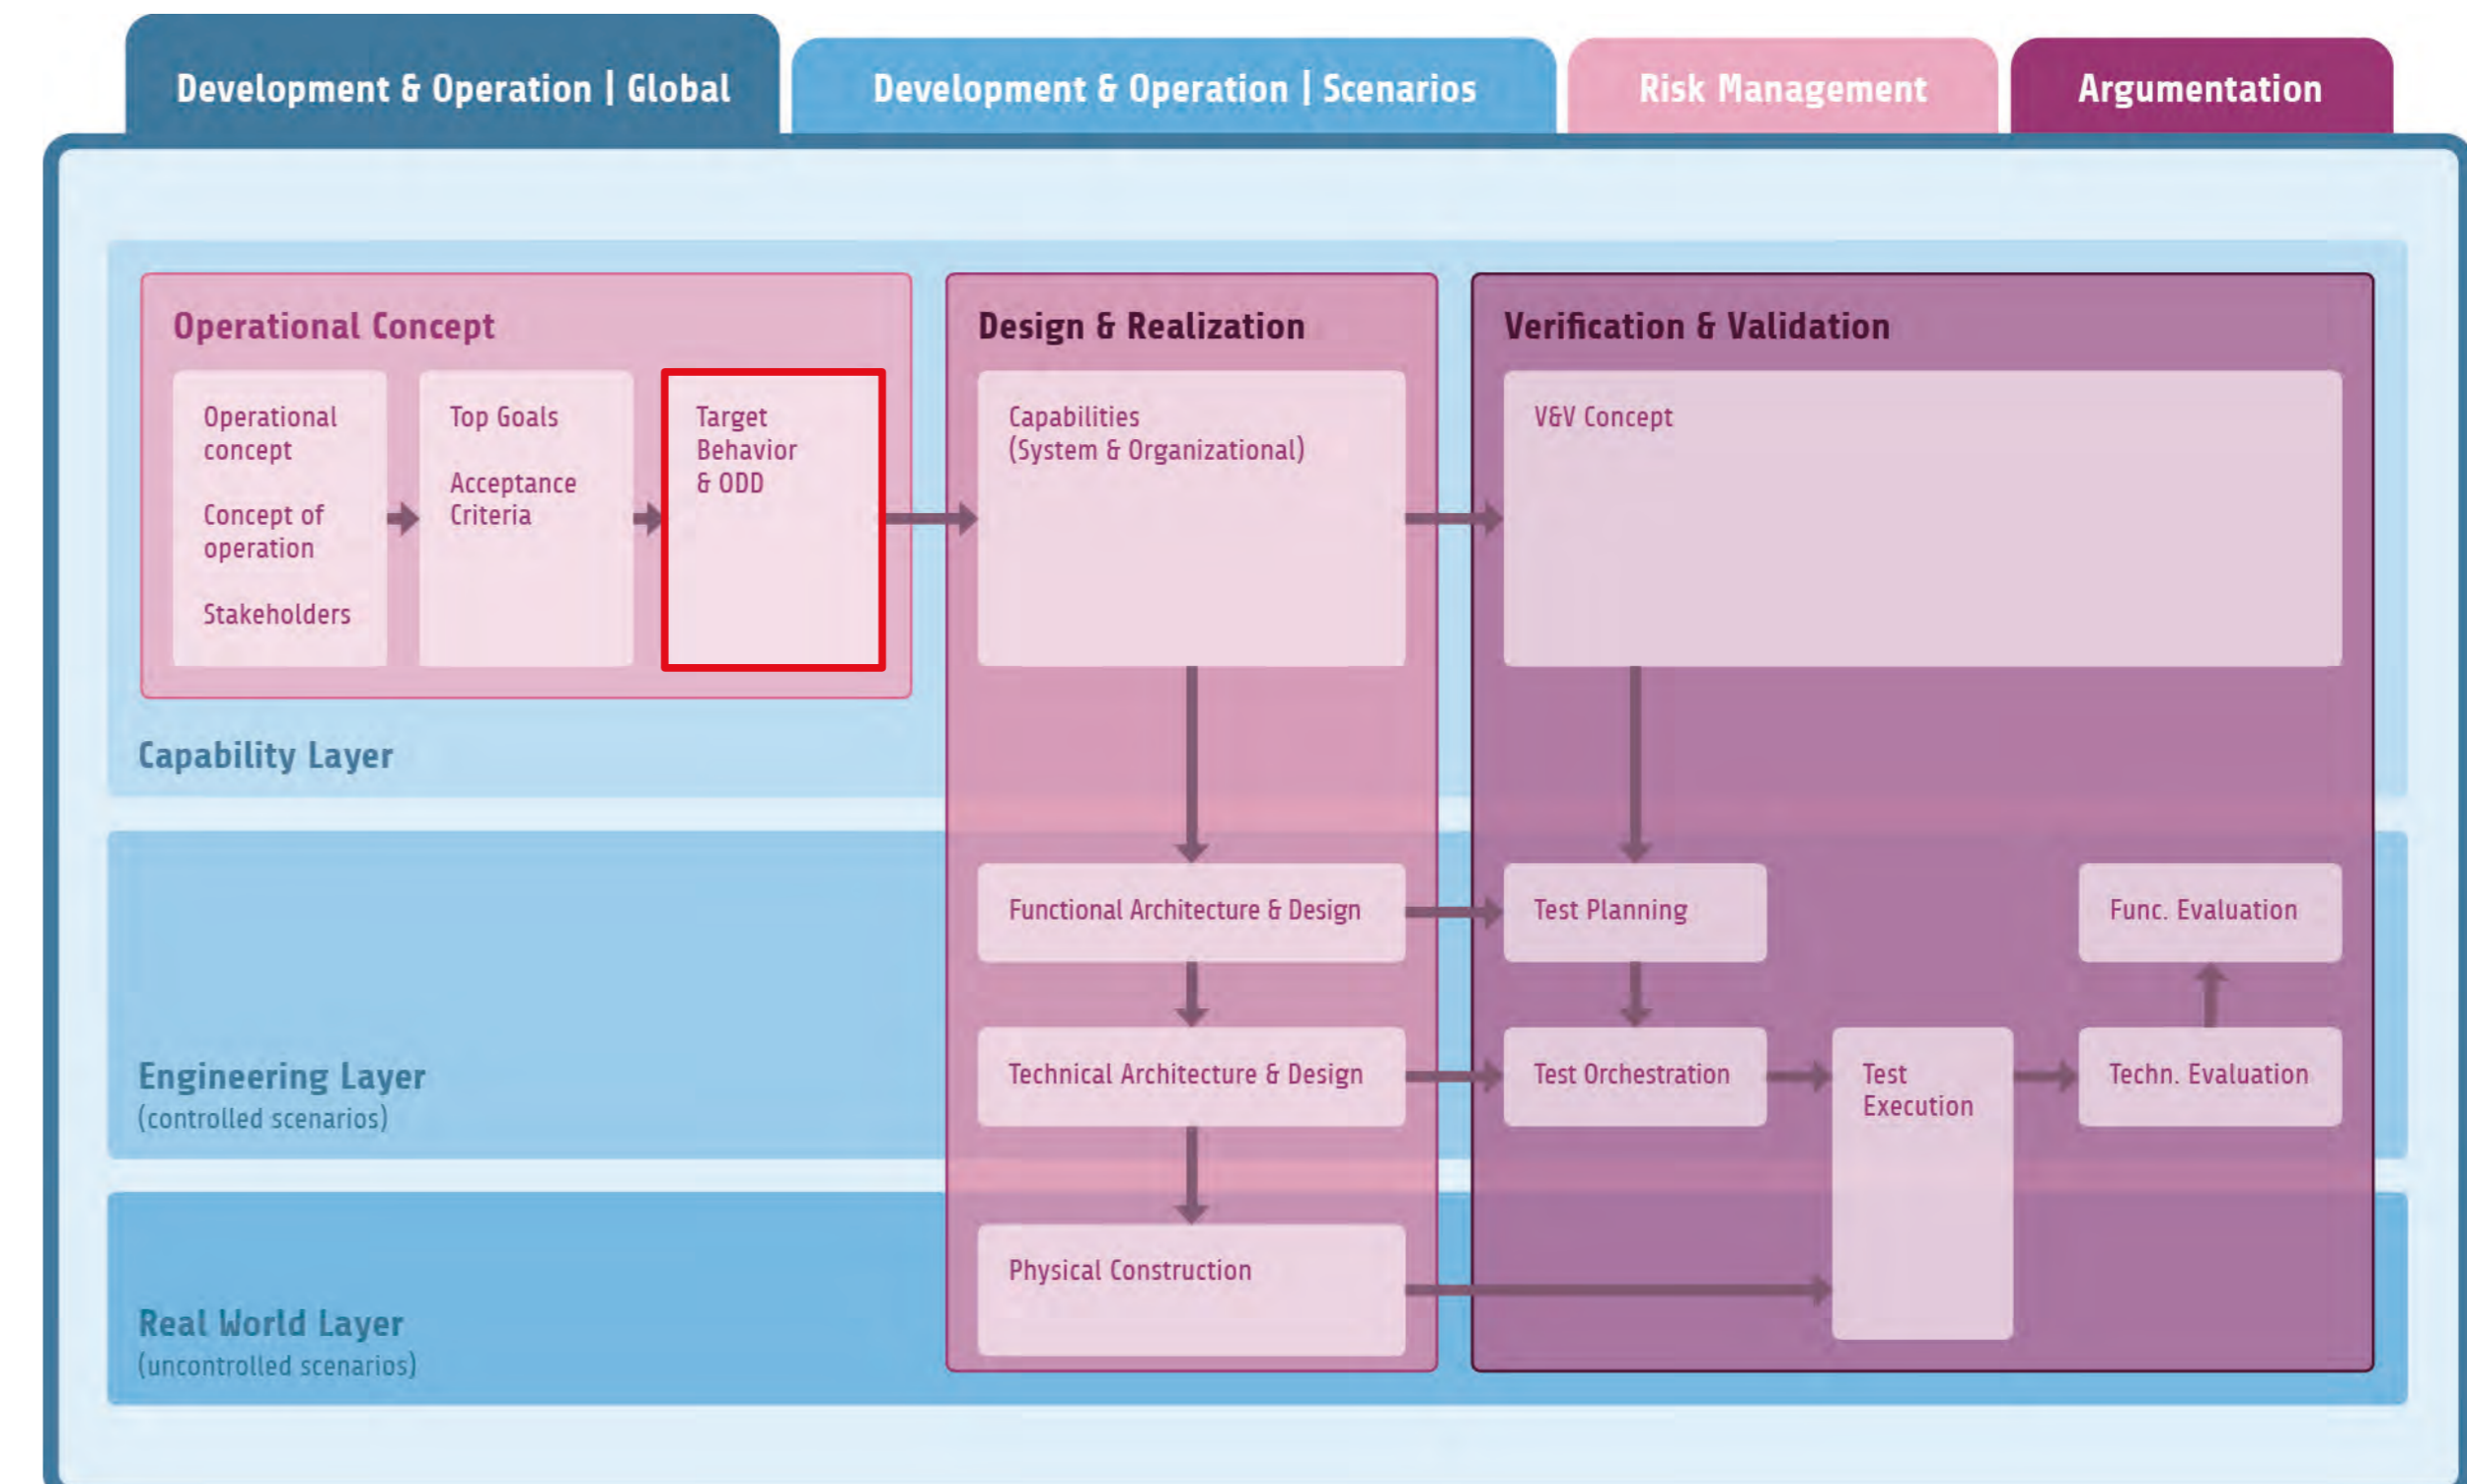 Development & Operation | Global
Development & Operation | Scenarios
Risk Management
Argumentation
Operational Concept
Operational
concept
Concept of
operation
Stakeholders
Top Goals
Acceptance
Criteria
Target
Behavior
& ODD
Design & Realization
Capabilities
(System & Organizational)
Verification & Validation
V&V Concept
Capability Layer
Functional Architecture & Design
Test Planning
Func. Evaluation
Engineering Layer
(controlled scenarios)
Technical Architecture & Design
Test Orchestration
Test
Execution
Techn. Evaluation
Real World Layer
(uncontrolled scenarios)
Physical Construction